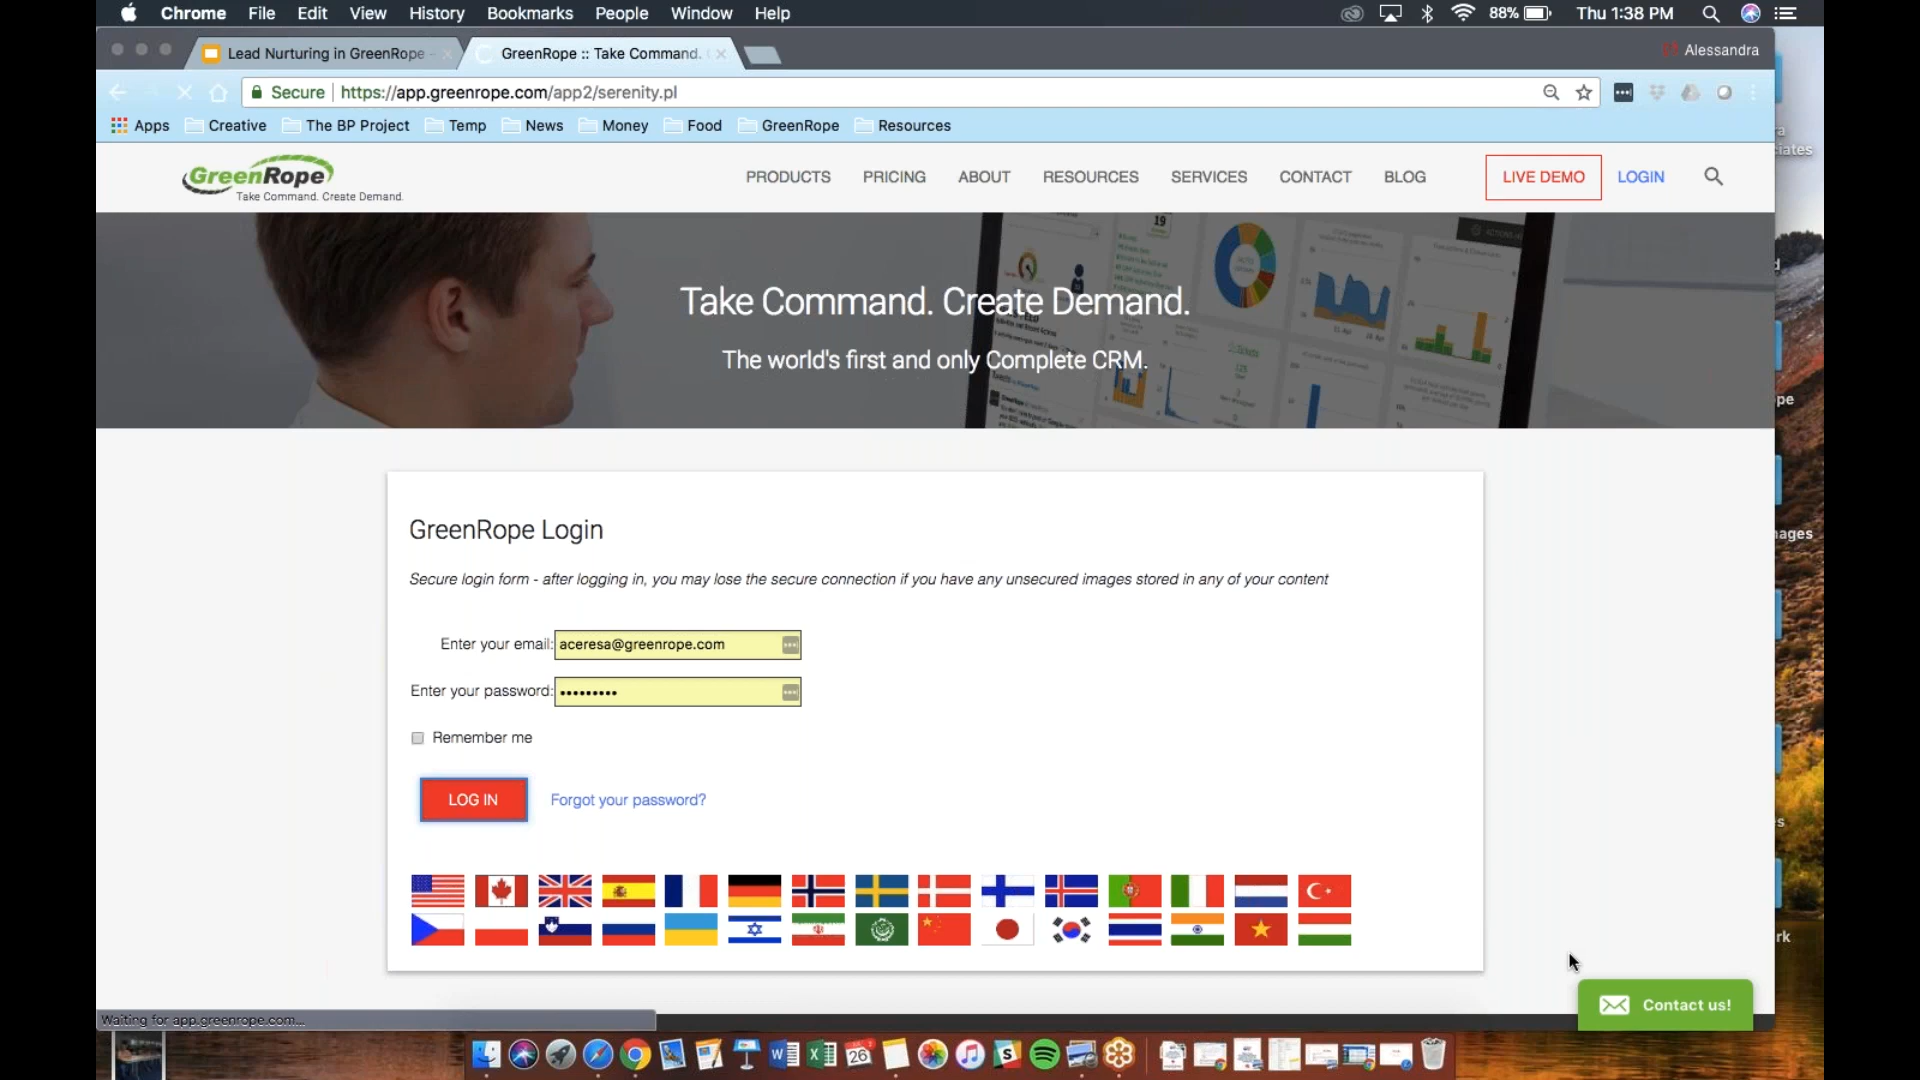 Chrome File Edit View History Bookmarks People Window Help 88% Thu 1:38 PM
Lead Nurturing in GreenRope - GreenRope :: Take Command. Alessandra
Secure https://app.greenrope.com/app2/serenity.pl
Apps Creative The BP Project Temp News Money Food GreenRope Resources
GreenRope
Take Command. Create Demand.
PRODUCTS PRICING ABOUT RESOURCES SERVICES CONTACT BLOG LIVE DEMO LOGIN
19
Take Command. Create Demand.
The world's first and only Complete CRM.
GreenRope Login
Secure login form - after logging in, you may lose the secure connection if you have any unsecured images stored in any of your content
Enter your email: aceresa@greenrope.com
Enter your password: •••••••••
Remember me
LOG IN Forgot your password?
Contact us!
Waiting for app.greenrope.com...
26